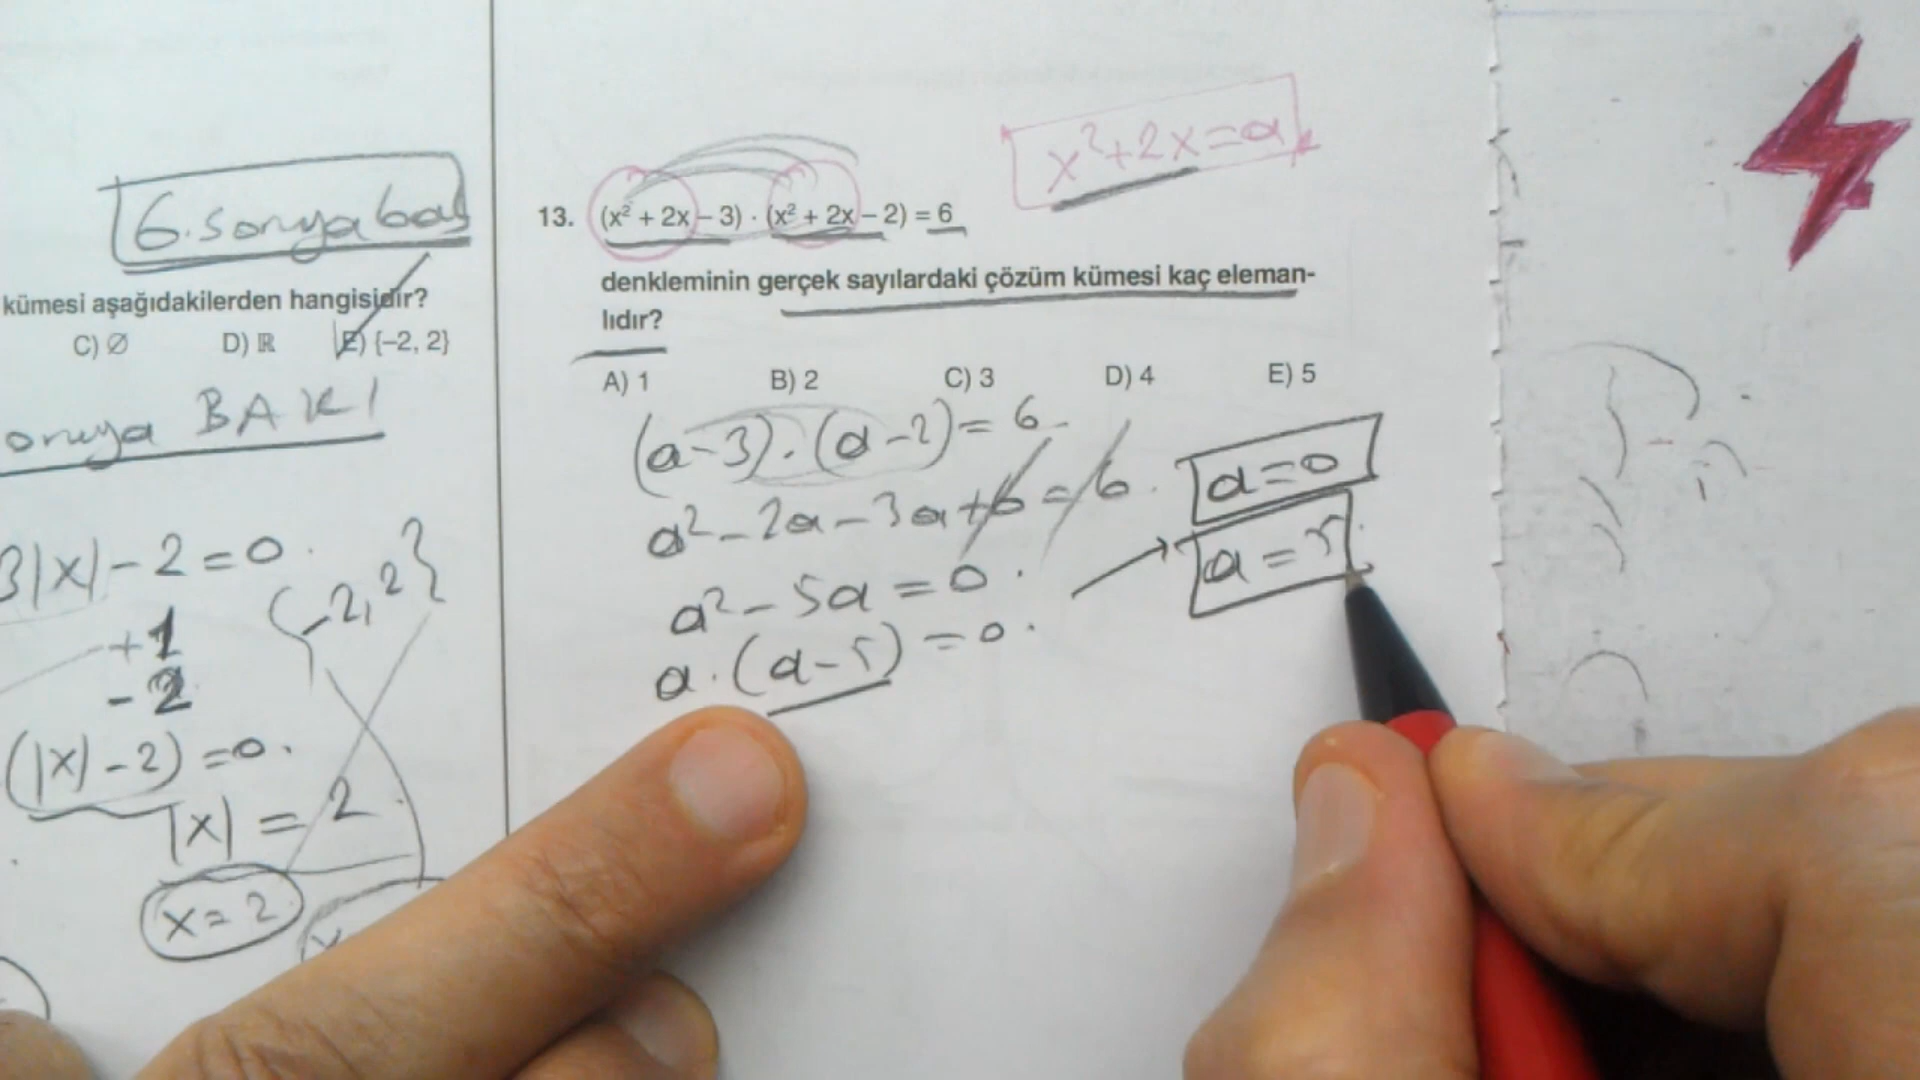 6. soruya bak
kümesi aşağıdakilerden hangisidir?
C) ∅ D) ℝ E) {–2, 2}
oruya BAK!
3|x| - 2 = 0
{-2, 2}
+1
-2
(|x| - 2) = 0.
|x| = 2
x = 2
x² + 2x = a
13. (x² + 2x – 3) · (x² + 2x – 2) = 6
denkleminin gerçek sayılardaki çözüm kümesi kaç eleman-
lıdır?
A) 1 B) 2 C) 3 D) 4 E) 5
(a-3).(a-2) = 6
a² - 2a - 3a + 6 = 6
a² - 5a = 0.
a.(a-5) = 0.
a = 0
a = 5